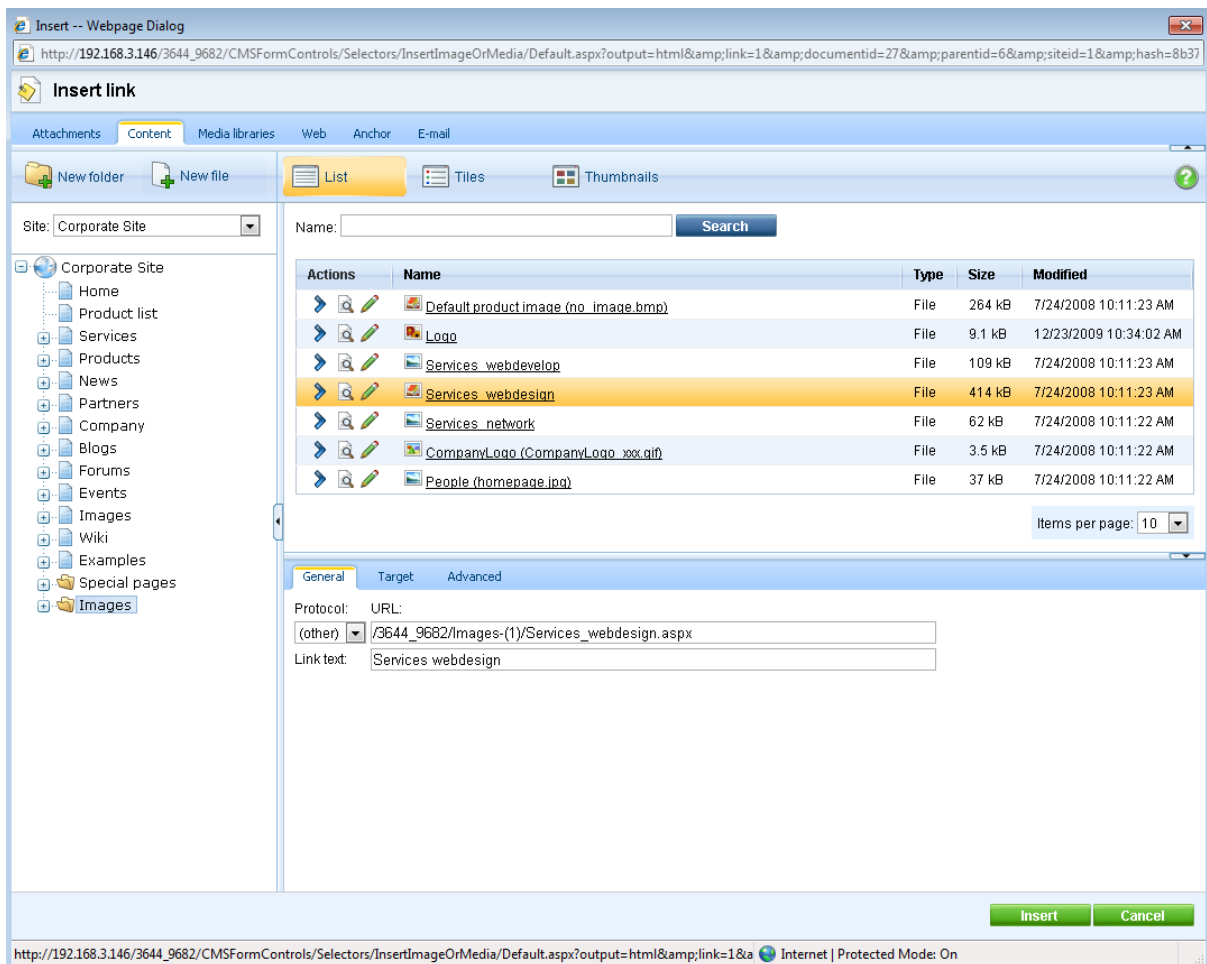 Insert -- Webpage Dialog
http://192.168.3.146/3644_9682/CMSFormControls/Selectors/InsertImageOrMedia/Default.aspx?output=html&amp;link=1&amp;documentid=27&amp;parentid=6&amp;siteid=1&amp;hash=8b37
Insert link
Attachments Content Media libraries Web Anchor E-mail
New folder New file List Tiles Thumbnails
Site: Corporate Site
Name: Search
Corporate Site
Home
Product list
Services
Products
News
Partners
Company
Blogs
Forums
Events
Images
Wiki
Examples
Special pages
Images
Actions Name Type Size Modified
Default product image (no_image.bmp) File 264 kB 7/24/2008 10:11:23 AM
Logo File 9.1 kB 12/23/2009 10:34:02 AM
Services_webdevelop File 109 kB 7/24/2008 10:11:23 AM
Services_webdesign File 414 kB 7/24/2008 10:11:23 AM
Services_network File 62 kB 7/24/2008 10:11:22 AM
CompanyLogo (CompanyLogo_xxx.gif) File 3.5 kB 7/24/2008 10:11:22 AM
People (homepage.jpg) File 37 kB 7/24/2008 10:11:22 AM
Items per page: 10
General Target Advanced
Protocol: URL:
(other) /3644_9682/Images-(1)/Services_webdesign.aspx
Link text: Services webdesign
Insert Cancel
http://192.168.3.146/3644_9682/CMSFormControls/Selectors/InsertImageOrMedia/Default.aspx?output=html&amp;link=1&a Internet | Protected Mode: On